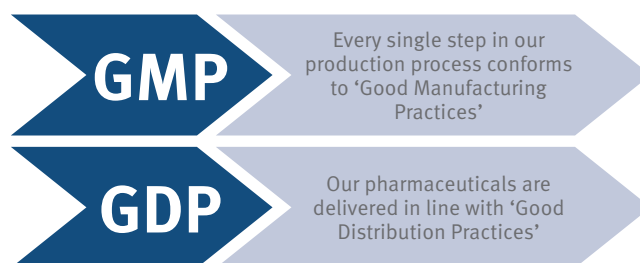 GMP
Every single step in our
production process conforms
to ‘Good Manufacturing
Practices’
GDP
Our pharmaceuticals are
delivered in line with ‘Good
Distribution Practices’